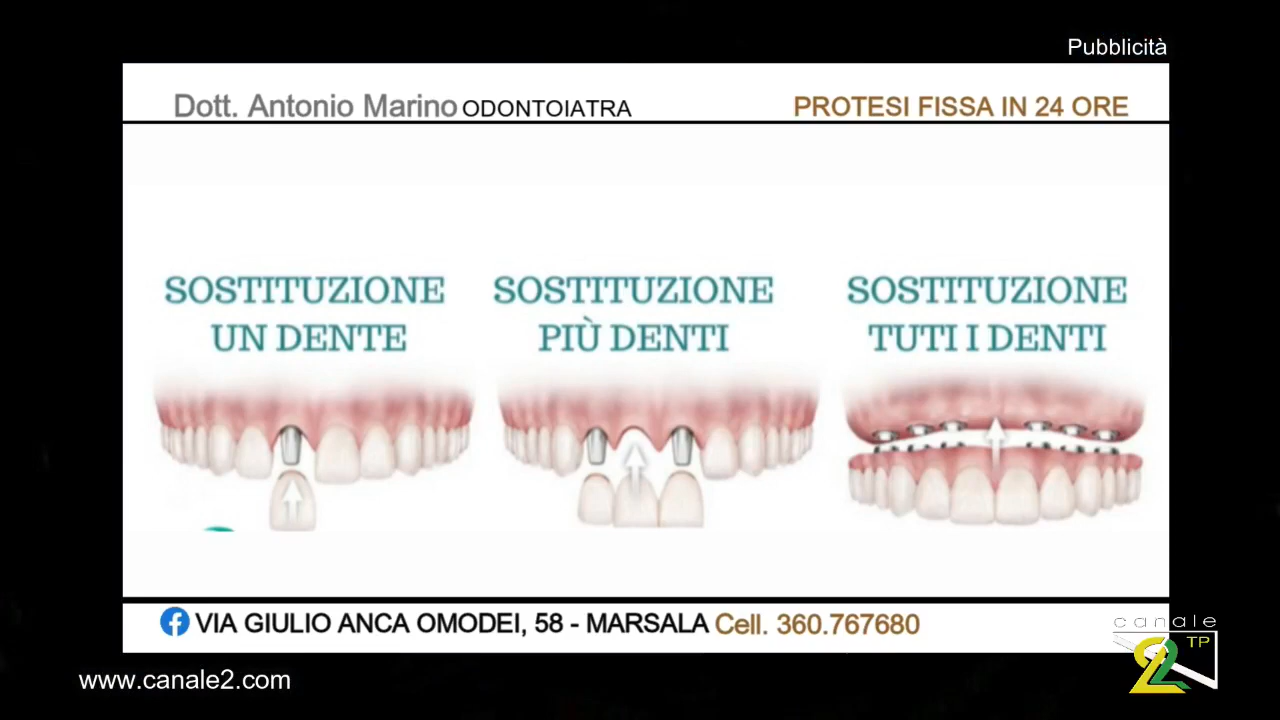 Pubblicità
Dott. Antonio Marino ODONTOIATRA
PROTESI FISSA IN 24 ORE
SOSTITUZIONE
UN DENTE
SOSTITUZIONE
PIÙ DENTI
SOSTITUZIONE
TUTI I DENTI
VIA GIULIO ANCA OMODEI, 58 - MARSALA Cell. 360.767680
canale
2 TP
www.canale2.com